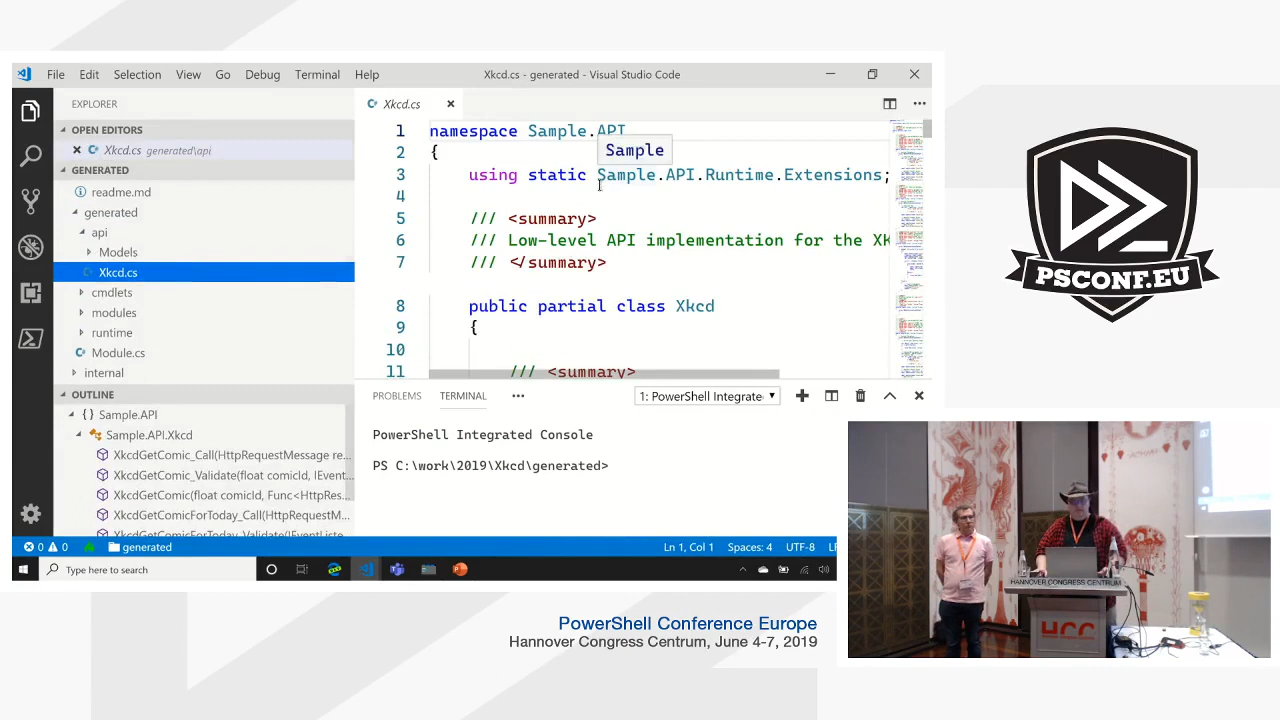 File Edit Selection View Go Debug Terminal Help
Xkcd.cs - generated - Visual Studio Code
EXPLORER
OPEN EDITORS
Xkcd.cs generated\api
GENERATED
readme.md
generated
api
Xkcd.cs
cmdlets
modules
runtime
Module.cs
internal
OUTLINE
{ } Sample.API
Sample.API.Xkcd
XkcdGetComic_Call(HttpRequestMessage re...
XkcdGetComic_Validate(float comicId, IEvent...
XkcdGetComic(float comicId, Func<HttpRes...
XkcdGetComicForToday_Call(HttpRequestM...
XkcdGetComicForToday_Validate(IEventListe
Xkcd.cs
1 namespace Sample.API
2 {
Sample
3 using static Sample.API.Runtime.Extensions;
4
5 /// <summary>
6 /// Low-level API implementation for the XK
7 /// </summary>
8 public partial class Xkcd
9 {
10
11 /// <summary>
PROBLEMS TERMINAL
1: PowerShell Integrate
PowerShell Integrated Console
PS C:\work\2019\Xkcd\generated>
0 0 generated
Ln 1, Col 1 Spaces: 4 UTF-8 LF
Type here to search
PSCONF.EU
HANNOVER CONGRESS CENTRUM
HCC
PowerShell Conference Europe
Hannover Congress Centrum, June 4-7, 2019